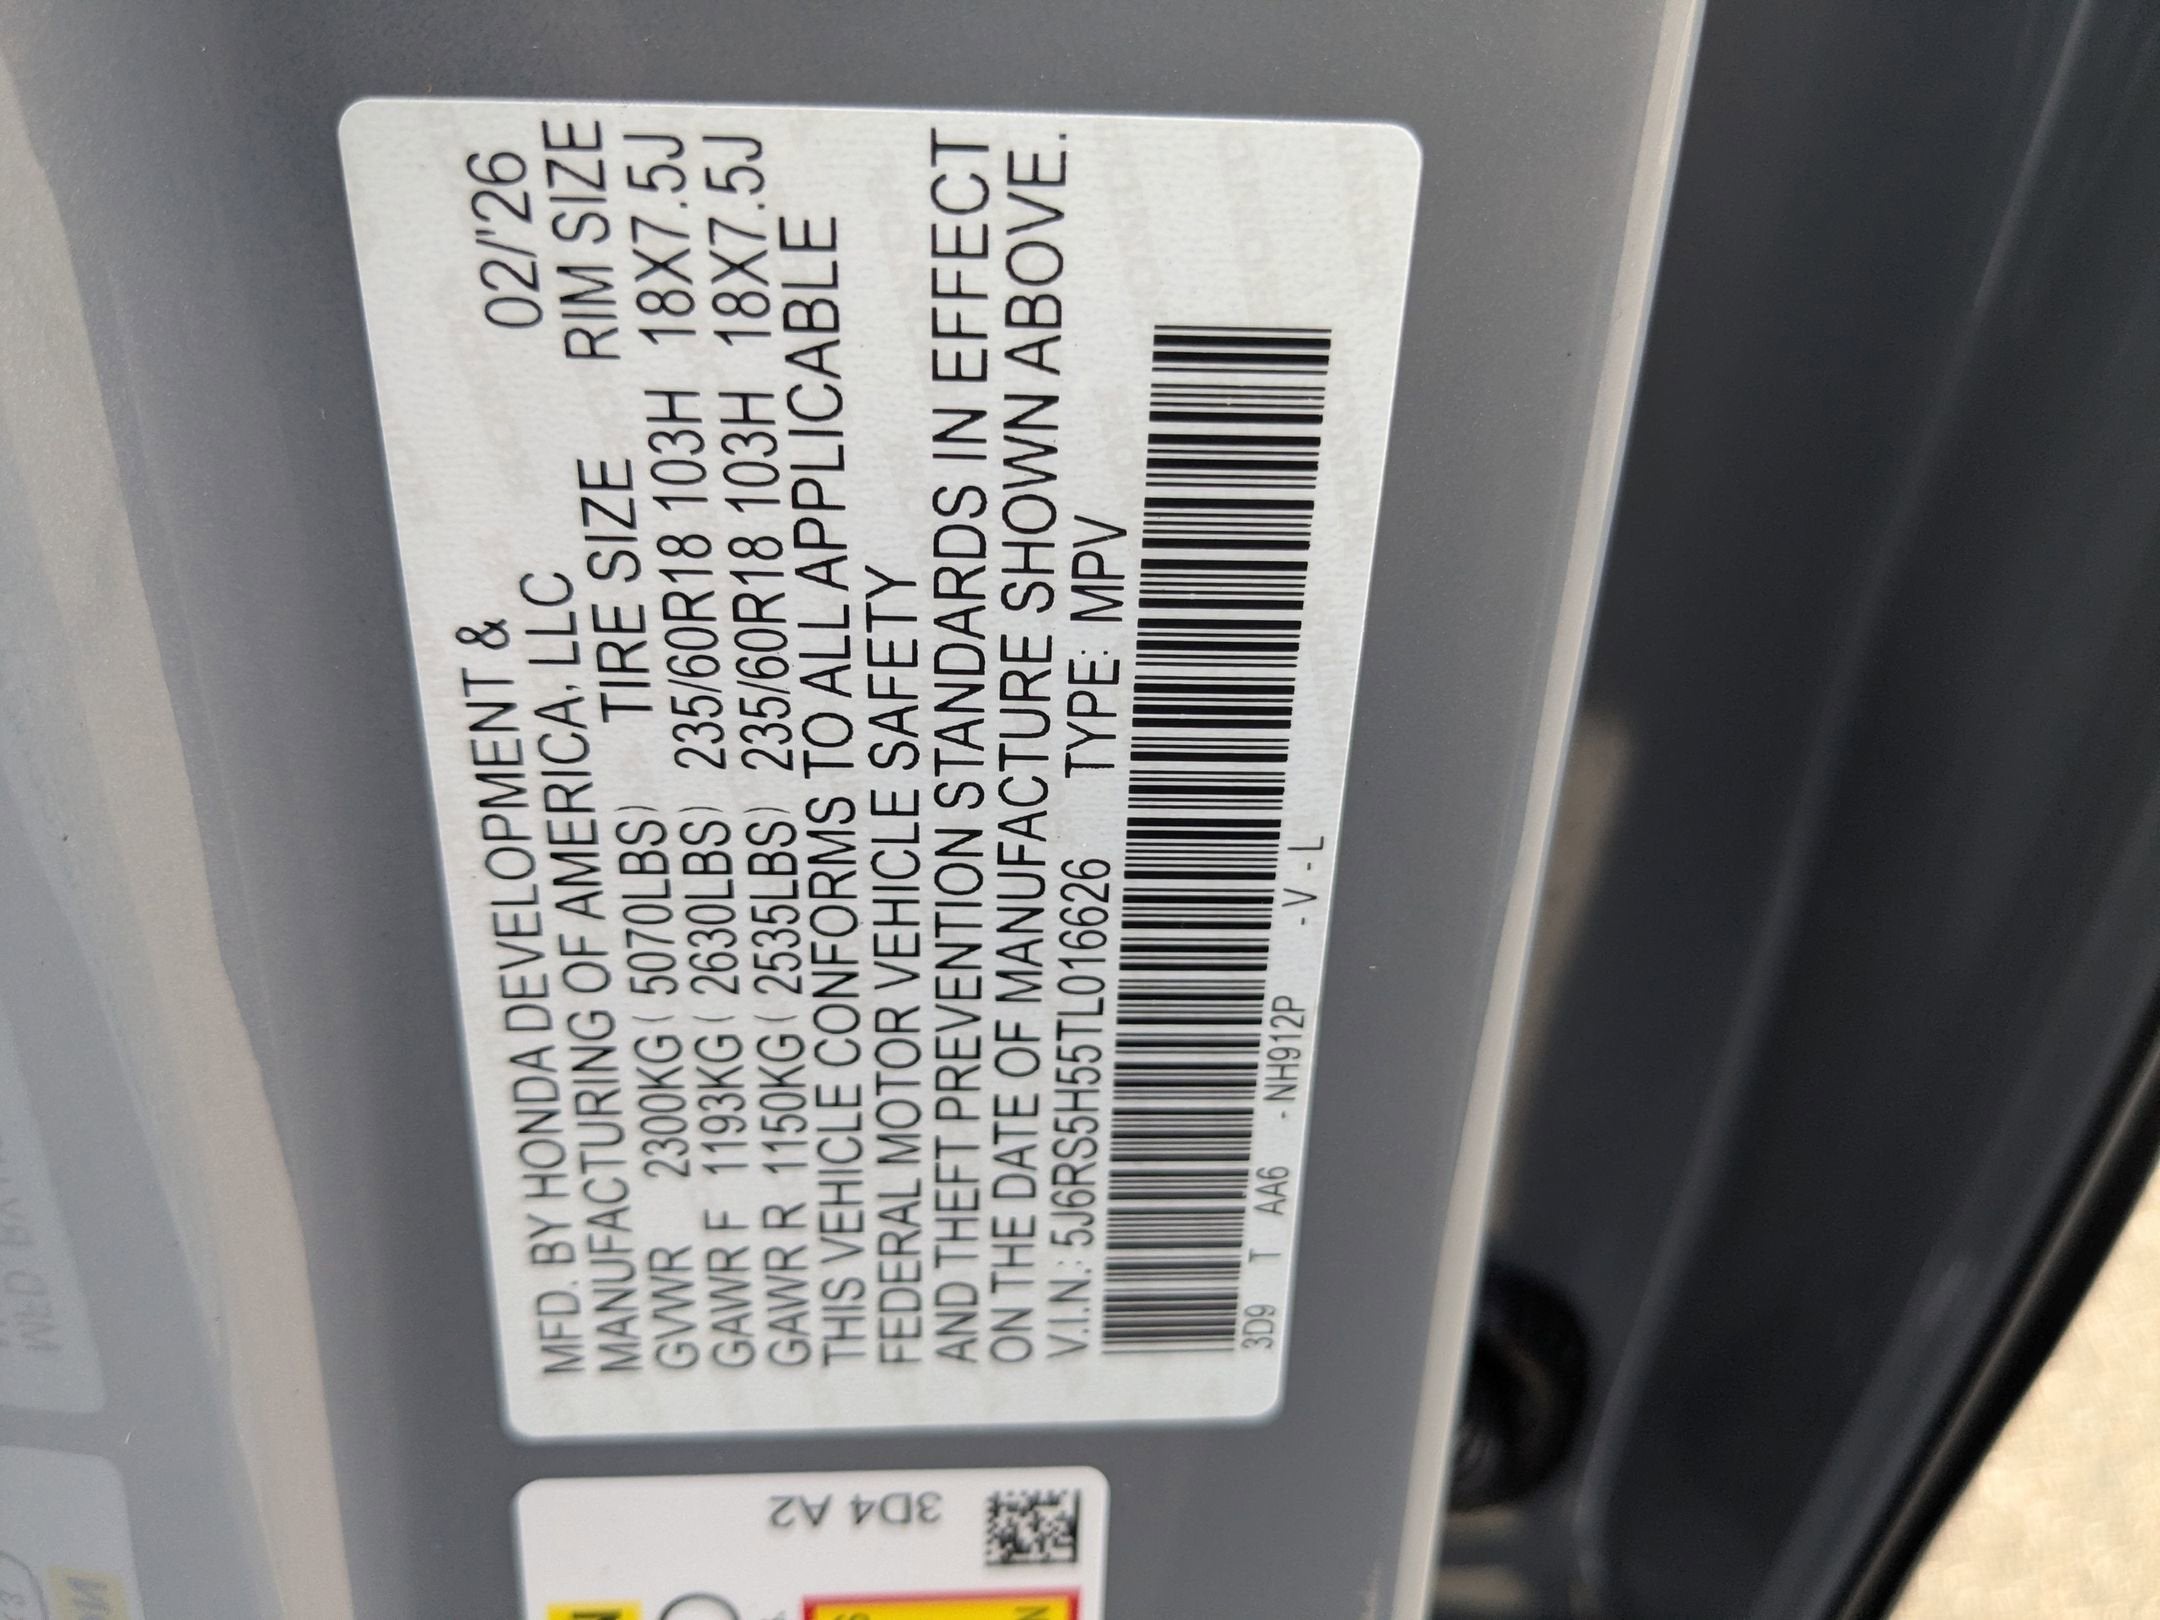 MFD. BY HONDA DEVELOPMENT & 02/'26
MANUFACTURING OF AMERICA, LLC RIM SIZE
TIRE SIZE
GVWR 2300KG ( 5070LBS) 235/60R18 103H 18X7.5J
GAWR F 1193KG ( 2630LBS) 235/60R18 103H 18X7.5J
GAWR R 1150KG ( 2535LBS)
THIS VEHICLE CONFORMS TO ALL APPLICABLE
FEDERAL MOTOR VEHICLE SAFETY
AND THEFT PREVENTION STANDARDS IN EFFECT
ON THE DATE OF MANUFACTURE SHOWN ABOVE.
V.I.N.: 5J6RS5H55TL016626 TYPE: MPV
3D9 T AA6 - NH912P - V - L
3D4 A2